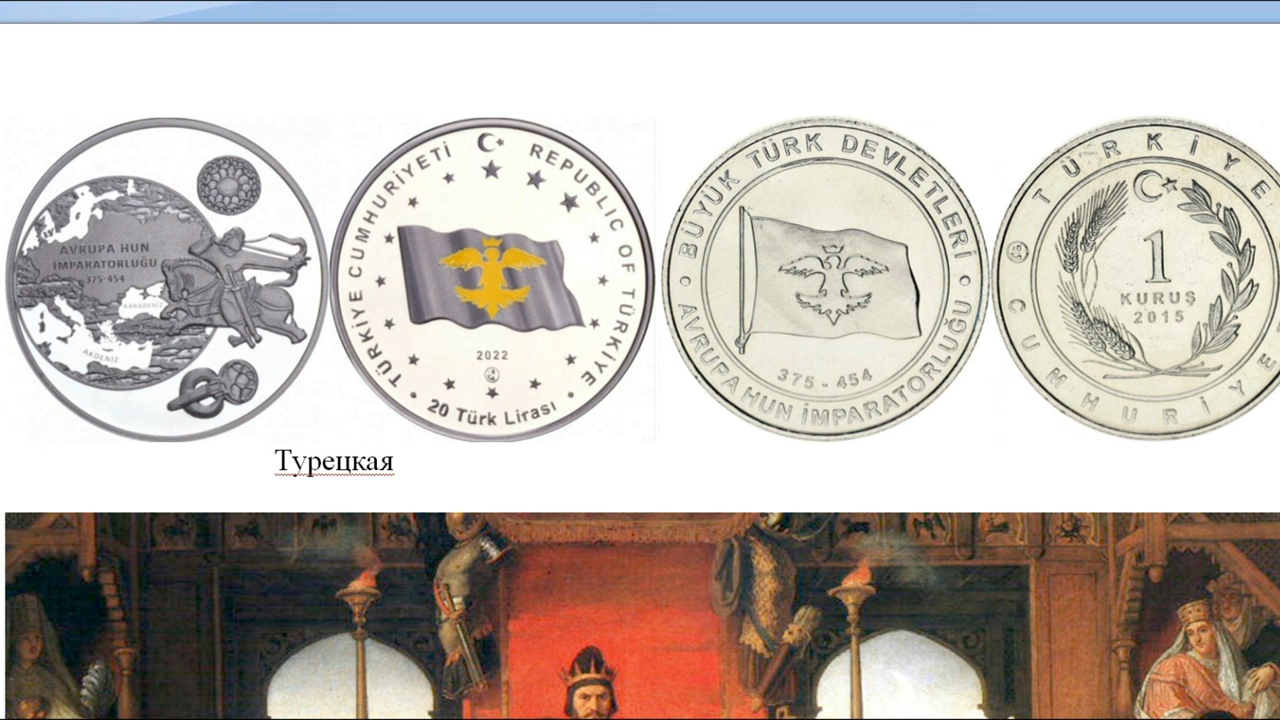 AVRUPA HUN
İMPARATORLUĞU
375-454
KARADENİZ
AKDENİZ
TÜRKİYE CUMHURİYETİ
REPUBLIC OF TÜRKİYE
2022
20 Türk Lirası
BÜYÜK TÜRK DEVLETLERİ
375 - 454
AVRUPA HUN İMPARATORLUĞU
TÜRKİYE
1
KURUŞ
2015
CUMHURİYE
Турецкая